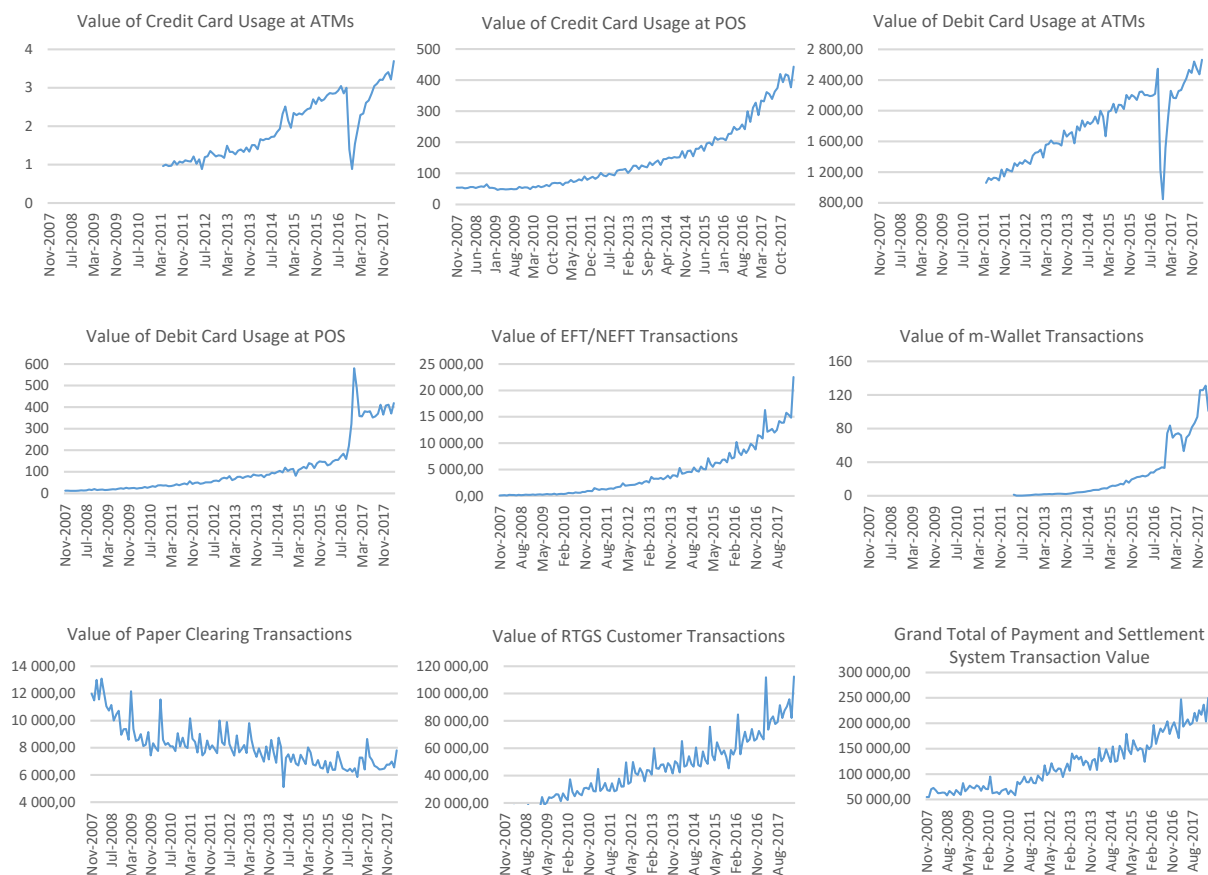 Value of Credit Card Usage at ATMs
4
3
2
1
0
Nov-2007
Jul-2008
Mar-2009
Nov-2009
Jul-2010
Mar-2011
Nov-2011
Jul-2012
Mar-2013
Nov-2013
Jul-2014
Mar-2015
Nov-2015
Jul-2016
Mar-2017
Nov-2017
Value of Credit Card Usage at POS
500
400
300
200
100
0
Nov-2007
Jun-2008
Jan-2009
Aug-2009
Mar-2010
Oct-2010
May-2011
Dec-2011
Jul-2012
Feb-2013
Sep-2013
Apr-2014
Nov-2014
Jun-2015
Jan-2016
Aug-2016
Mar-2017
Oct-2017
Value of Debit Card Usage at ATMs
2 800,00
2 400,00
2 000,00
1 600,00
1 200,00
800,00
Nov-2007
Jul-2008
Mar-2009
Nov-2009
Jul-2010
Mar-2011
Nov-2011
Jul-2012
Mar-2013
Nov-2013
Jul-2014
Mar-2015
Nov-2015
Jul-2016
Mar-2017
Nov-2017
Value of Debit Card Usage at POS
600
500
400
300
200
100
0
Nov-2007
Jul-2008
Mar-2009
Nov-2009
Jul-2010
Mar-2011
Nov-2011
Jul-2012
Mar-2013
Nov-2013
Jul-2014
Mar-2015
Nov-2015
Jul-2016
Mar-2017
Nov-2017
Value of EFT/NEFT Transactions
25 000,00
20 000,00
15 000,00
10 000,00
5 000,00
0,00
Nov-2007
Aug-2008
May-2009
Feb-2010
Nov-2010
Aug-2011
May-2012
Feb-2013
Nov-2013
Aug-2014
May-2015
Feb-2016
Nov-2016
Aug-2017
Value of m-Wallet Transactions
160
120
80
40
0
Nov-2007
Jul-2008
Mar-2009
Nov-2009
Jul-2010
Mar-2011
Nov-2011
Jul-2012
Mar-2013
Nov-2013
Jul-2014
Mar-2015
Nov-2015
Jul-2016
Mar-2017
Nov-2017
Value of Paper Clearing Transactions
14 000,00
12 000,00
10 000,00
8 000,00
6 000,00
4 000,00
Nov-2007
Jul-2008
Mar-2009
Nov-2009
Jul-2010
Mar-2011
Nov-2011
Jul-2012
Mar-2013
Nov-2013
Jul-2014
Mar-2015
Nov-2015
Jul-2016
Mar-2017
Nov-2017
Value of RTGS Customer Transactions
120 000,00
100 000,00
80 000,00
60 000,00
40 000,00
20 000,00
Nov-2007
Aug-2008
May-2009
Feb-2010
Nov-2010
Aug-2011
May-2012
Feb-2013
Nov-2013
Aug-2014
May-2015
Feb-2016
Nov-2016
Aug-2017
Grand Total of Payment and Settlement
System Transaction Value
300 000,00
250 000,00
200 000,00
150 000,00
100 000,00
50 000,00
Nov-2007
Aug-2008
May-2009
Feb-2010
Nov-2010
Aug-2011
May-2012
Feb-2013
Nov-2013
Aug-2014
May-2015
Feb-2016
Nov-2016
Aug-2017